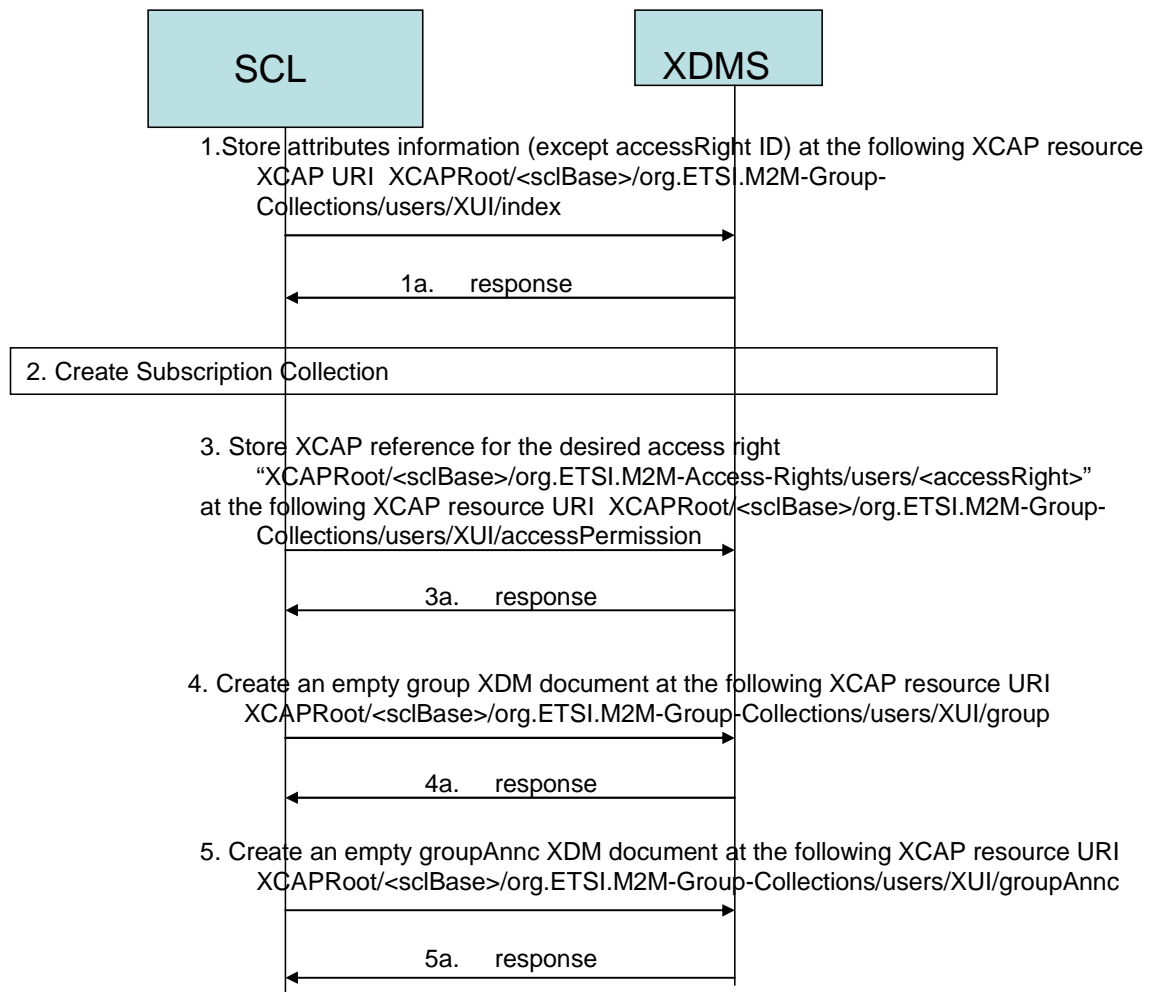 SCL
XDMS
1.Store attributes information (except accessRight ID) at the following XCAP resource
XCAP URI XCAPRoot/<sclBase>/org.ETSI.M2M-Group-
Collections/users/XUI/index
1a. response
2. Create Subscription Collection
3. Store XCAP reference for the desired access right
“XCAPRoot/<sclBase>/org.ETSI.M2M-Access-Rights/users/<accessRight>”
at the following XCAP resource URI XCAPRoot/<sclBase>/org.ETSI.M2M-Group-
Collections/users/XUI/accessPermission
3a. response
4. Create an empty group XDM document at the following XCAP resource URI
XCAPRoot/<sclBase>/org.ETSI.M2M-Group-Collections/users/XUI/group
4a. response
5. Create an empty groupAnnc XDM document at the following XCAP resource URI
XCAPRoot/<sclBase>/org.ETSI.M2M-Group-Collections/users/XUI/groupAnnc
5a. response